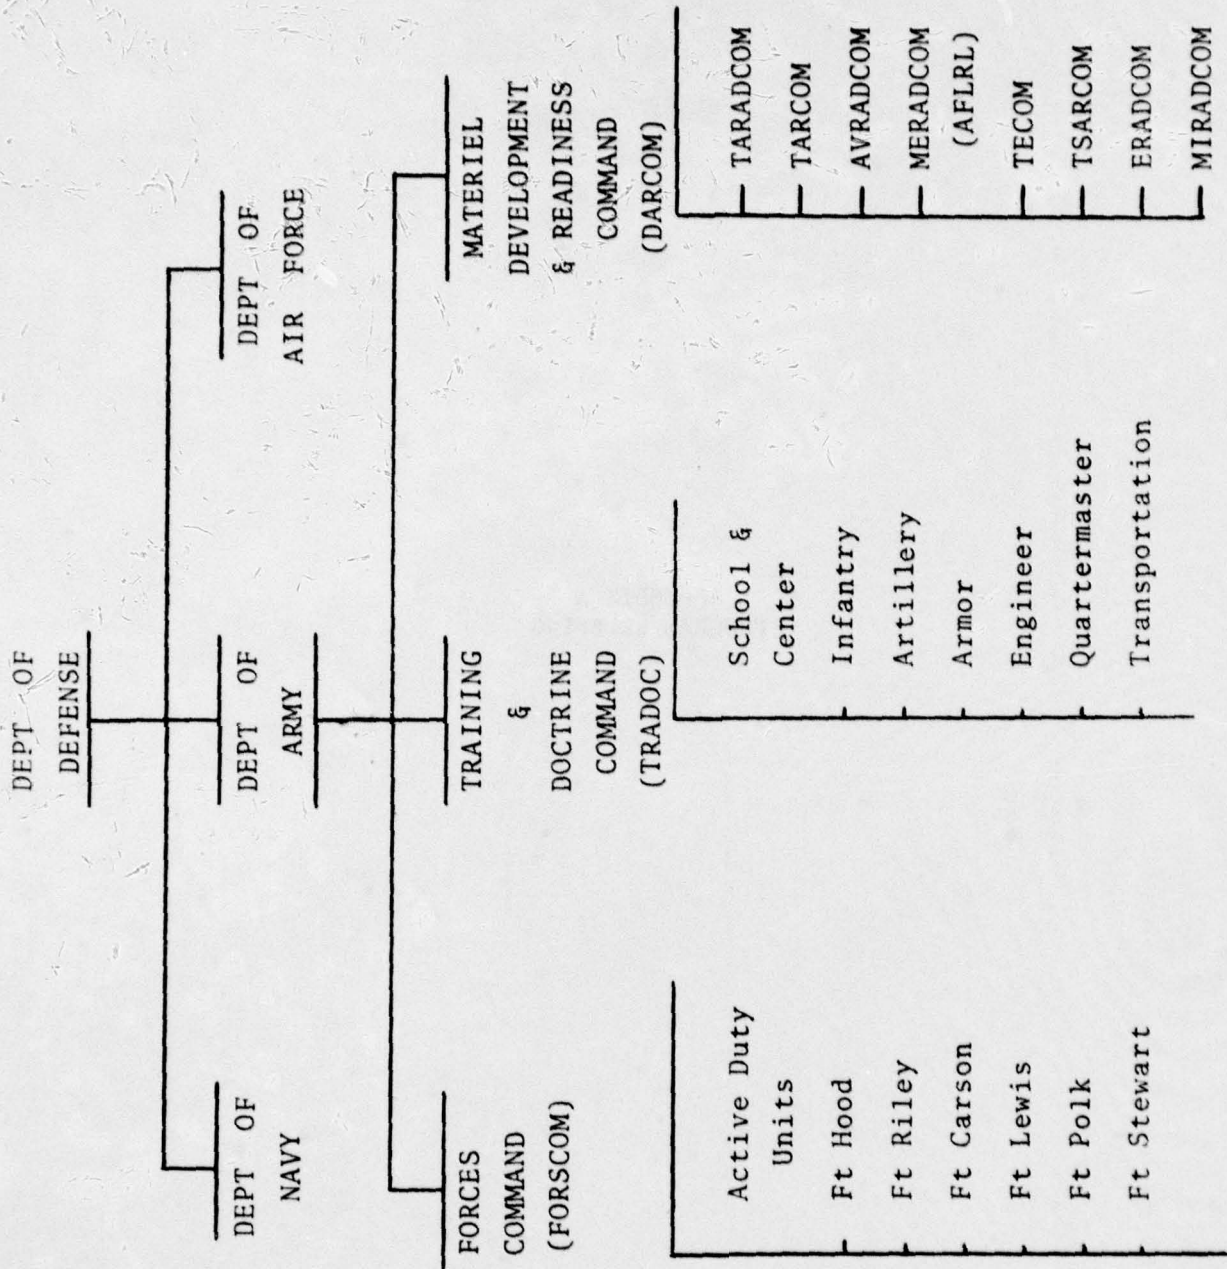 DEPT OF
DEFENSE
DEPT OF
NAVY
DEPT OF
ARMY
DEPT OF
AIR FORCE
FORCES
COMMAND
(FORSCOM)
TRAINING
&
DOCTRINE
COMMAND
(TRADOC)
MATERIEL
DEVELOPMENT
& READINESS
COMMAND
(DARCOM)
Active Duty
Units
Ft Hood
Ft Riley
Ft Carson
Ft Lewis
Ft Polk
Ft Stewart
School &
Center
Infantry
Artillery
Armor
Engineer
Quartermaster
Transportation
TARADCOM
TARCOM
AVRADCOM
MERADCOM
(AFLRL)
TECOM
TSARCOM
ERADCOM
MIRADCOM